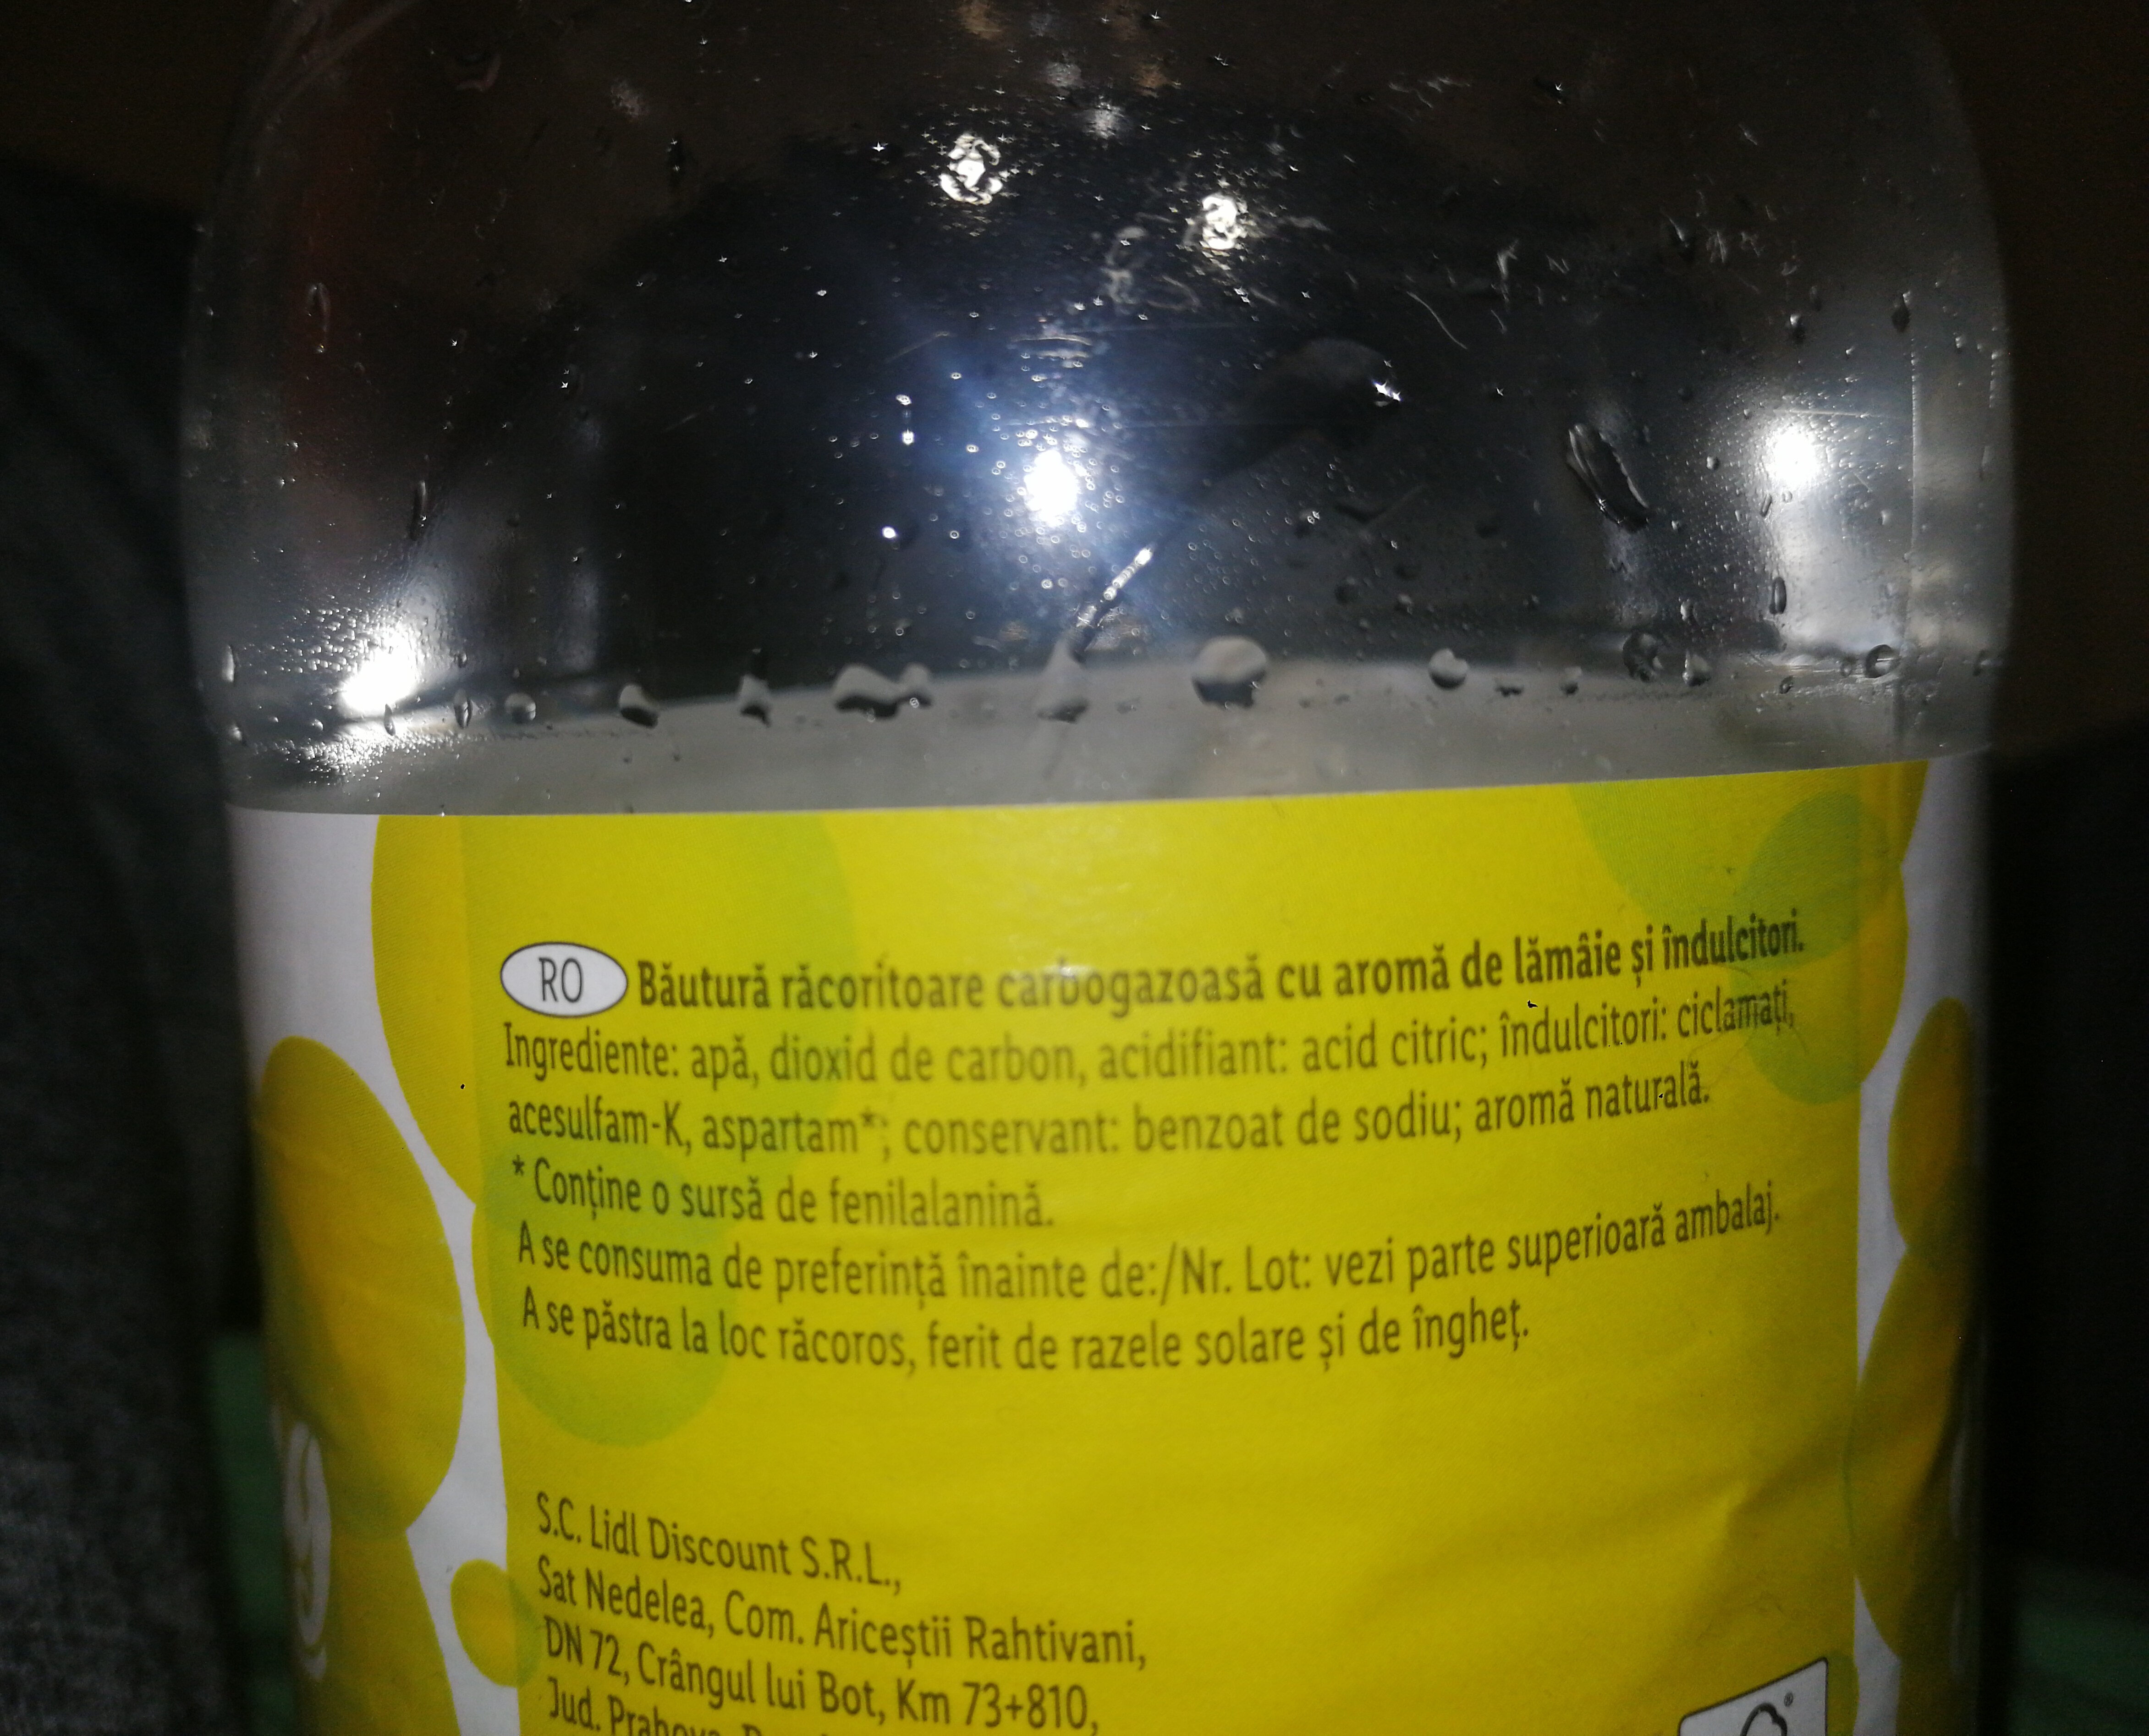 RO Băutură răcoritoare carbogazoasă cu aromă de lămâie și îndulcitori.
Ingrediente: apă, dioxid de carbon, acidifiant: acid citric; îndulcitori: ciclamați,
acesulfam-K, aspartam*; conservant: benzoat de sodiu; aromă naturală.
* Conține o sursă de fenilalanină.
A se consuma de preferință înainte de:/Nr. Lot: vezi parte superioară ambalaj.
A se păstra la loc răcoros, ferit de razele solare și de îngheț.
S.C. Lidl Discount S.R.L.,
Sat Nedelea, Com. Ariceștii Rahtivani,
DN 72, Crângul lui Bot, Km 73+810,
Jud. Prahova,